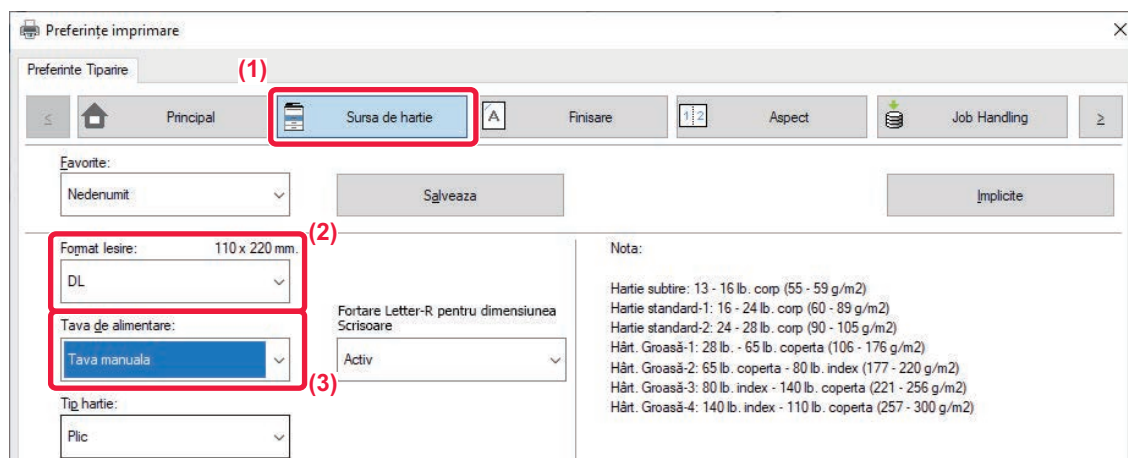 Preferințe imprimare
Preferinte Tiparire
(1)
Principal
Sursa de hartie
A
Finisare
1 2
Aspect
Job Handling
Favorite:
Nedenumit
Salveaza
Implicite
(2)
Format Iesire: 110 x 220 mm.
DL
Tava de alimentare:
Tava manuala
(3)
Tip hartie:
Plic
Fortare Letter-R pentru dimensiunea
Scrisoare
Activ
Nota:
Hartie subtire: 13 - 16 lb. corp (55 - 59 g/m2)
Hartie standard-1: 16 - 24 lb. corp (60 - 89 g/m2)
Hartie standard-2: 24 - 28 lb. corp (90 - 105 g/m2)
Hârt. Groasă-1: 28 lb. - 65 lb. coperta (106 - 176 g/m2)
Hârt. Groasă-2: 65 lb. coperta - 80 lb. index (177 - 220 g/m2)
Hârt. Groasă-3: 80 lb. index - 140 lb. coperta (221 - 256 g/m2)
Hârt. Groasă-4: 140 lb. index - 110 lb. coperta (257 - 300 g/m2)